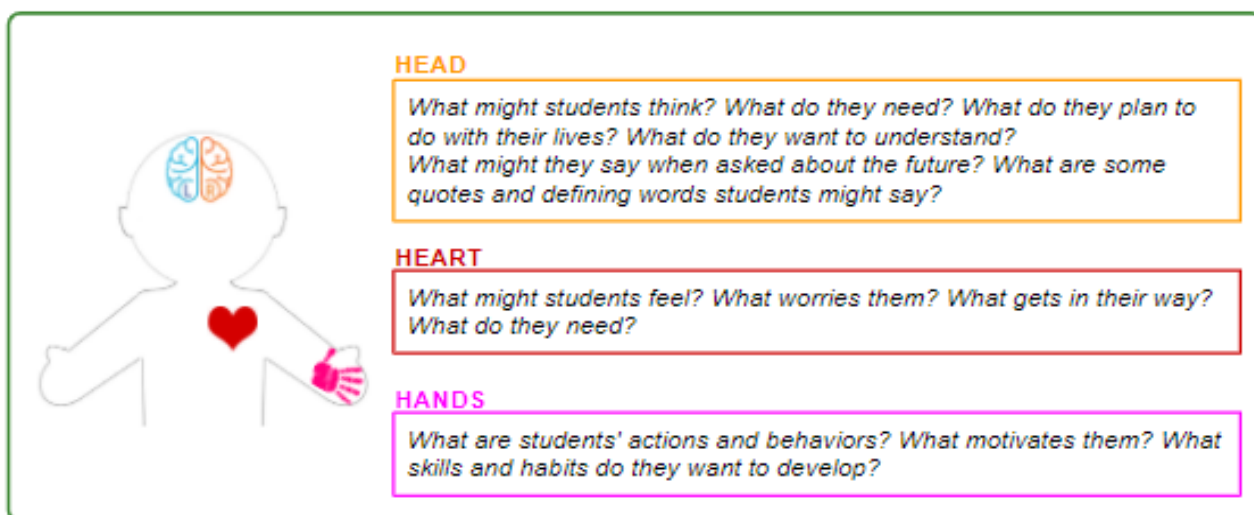 HEAD
What might students think? What do they need? What do they plan to
do with their lives? What do they want to understand?
What might they say when asked about the future? What are some
quotes and defining words students might say?
L R
HEART
What might students feel? What worries them? What gets in their way?
What do they need?
HANDS
What are students' actions and behaviors? What motivates them? What
skills and habits do they want to develop?